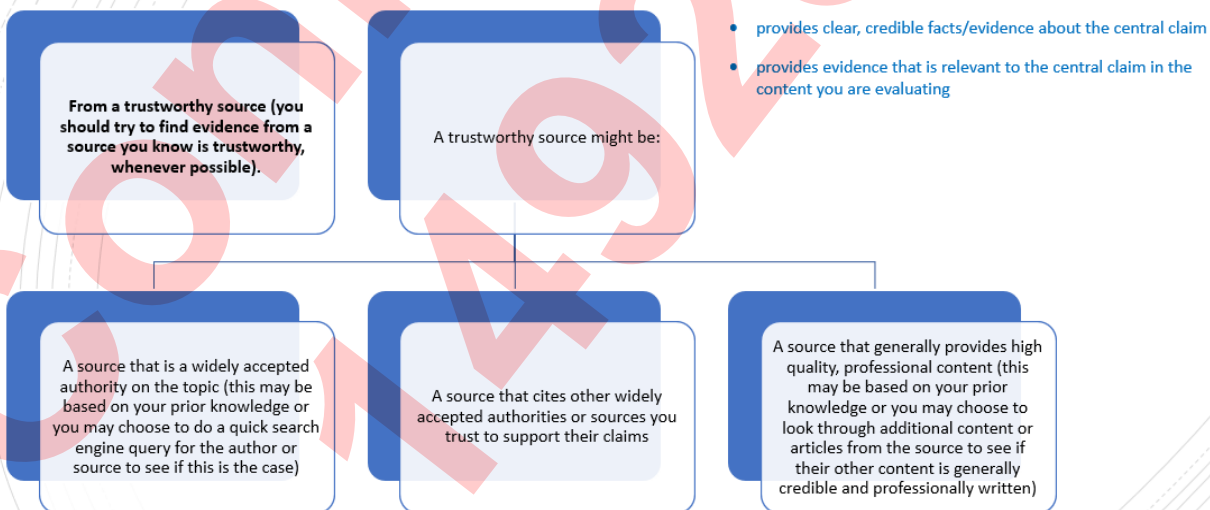 From a trustworthy source (you
should try to find evidence from a
source you know is trustworthy,
whenever possible).
A trustworthy source might be:
• provides clear, credible facts/evidence about the central claim
• provides evidence that is relevant to the central claim in the
content you are evaluating
A source that is a widely accepted
authority on the topic (this may be
based on your prior knowledge or
you may choose to do a quick search
engine query for the author or
source to see if this is the case)
A source that cites other widely
accepted authorities or sources you
trust to support their claims
A source that generally provides high
quality, professional content (this
may be based on your prior
knowledge or you may choose to
look through additional content or
articles from the source to see if
their other content is generally
credible and professionally written)